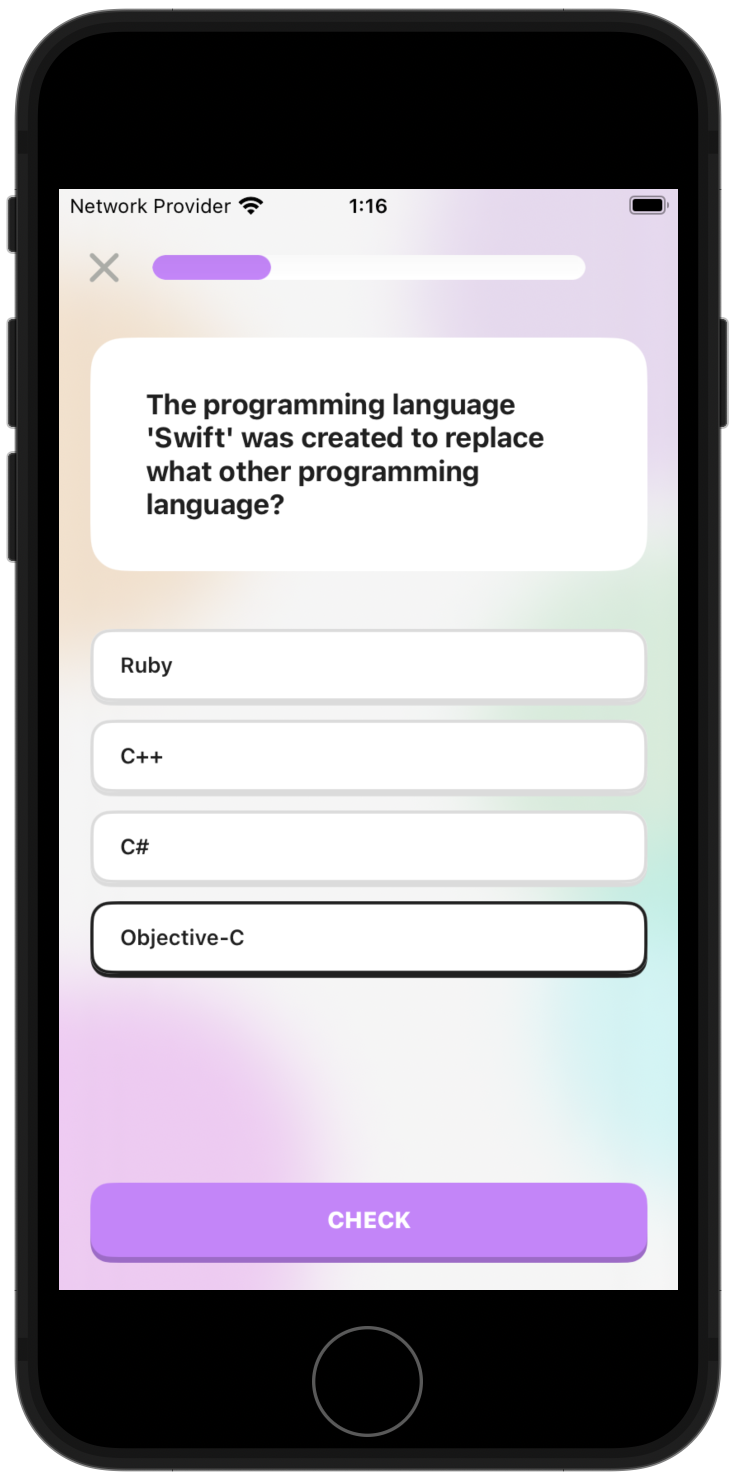 Network Provider 1:16
The programming language
'Swift' was created to replace
what other programming
language?
Ruby
C++
C#
Objective-C
CHECK